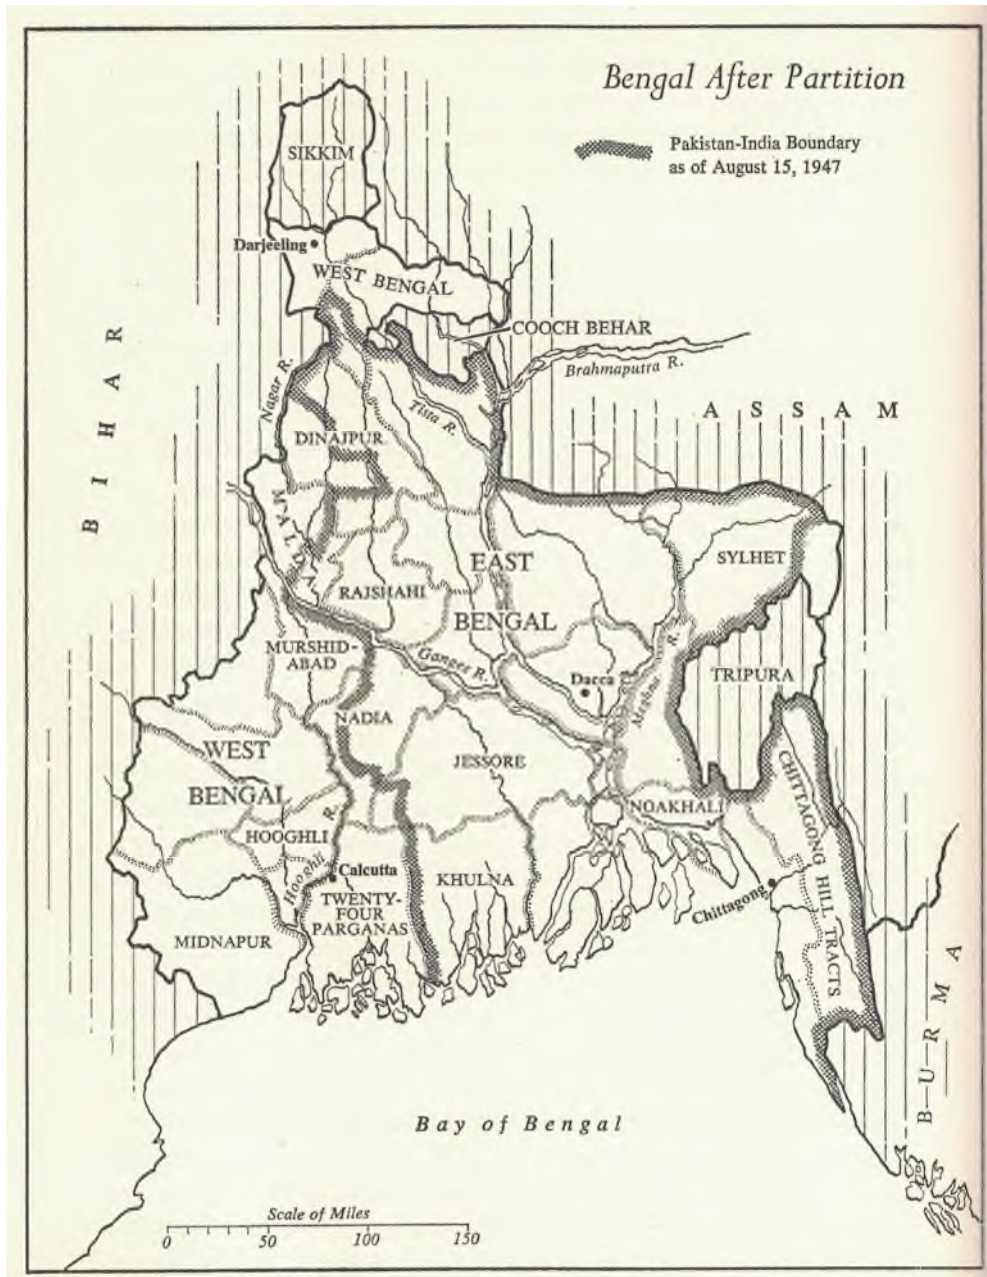 Bengal After Partition
Pakistan-India Boundary
as of August 15, 1947
SIKKIM
Darjeeling
WEST BENGAL
COOCH BEHAR
Brahmaputra R.
BIHAR
Nagar R.
Tista R.
ASSAM
DINAJPUR
MALDA
EAST
BENGAL
SYLHET
RAJSHAHI
MURSHID-
ABAD
Ganges R.
Dacca
Meghna R.
TRIPURA
NADIA
WEST
BENGAL
JESSORE
NOAKHALI
CHITTAGONG HILL TRACTS
HOOGHLI
Hooghli R.
Calcutta
KHULNA
TWENTY-
FOUR
PARGANAS
Chittagong
MIDNAPUR
BURMA
Bay of Bengal
Scale of Miles
0 50 100 150